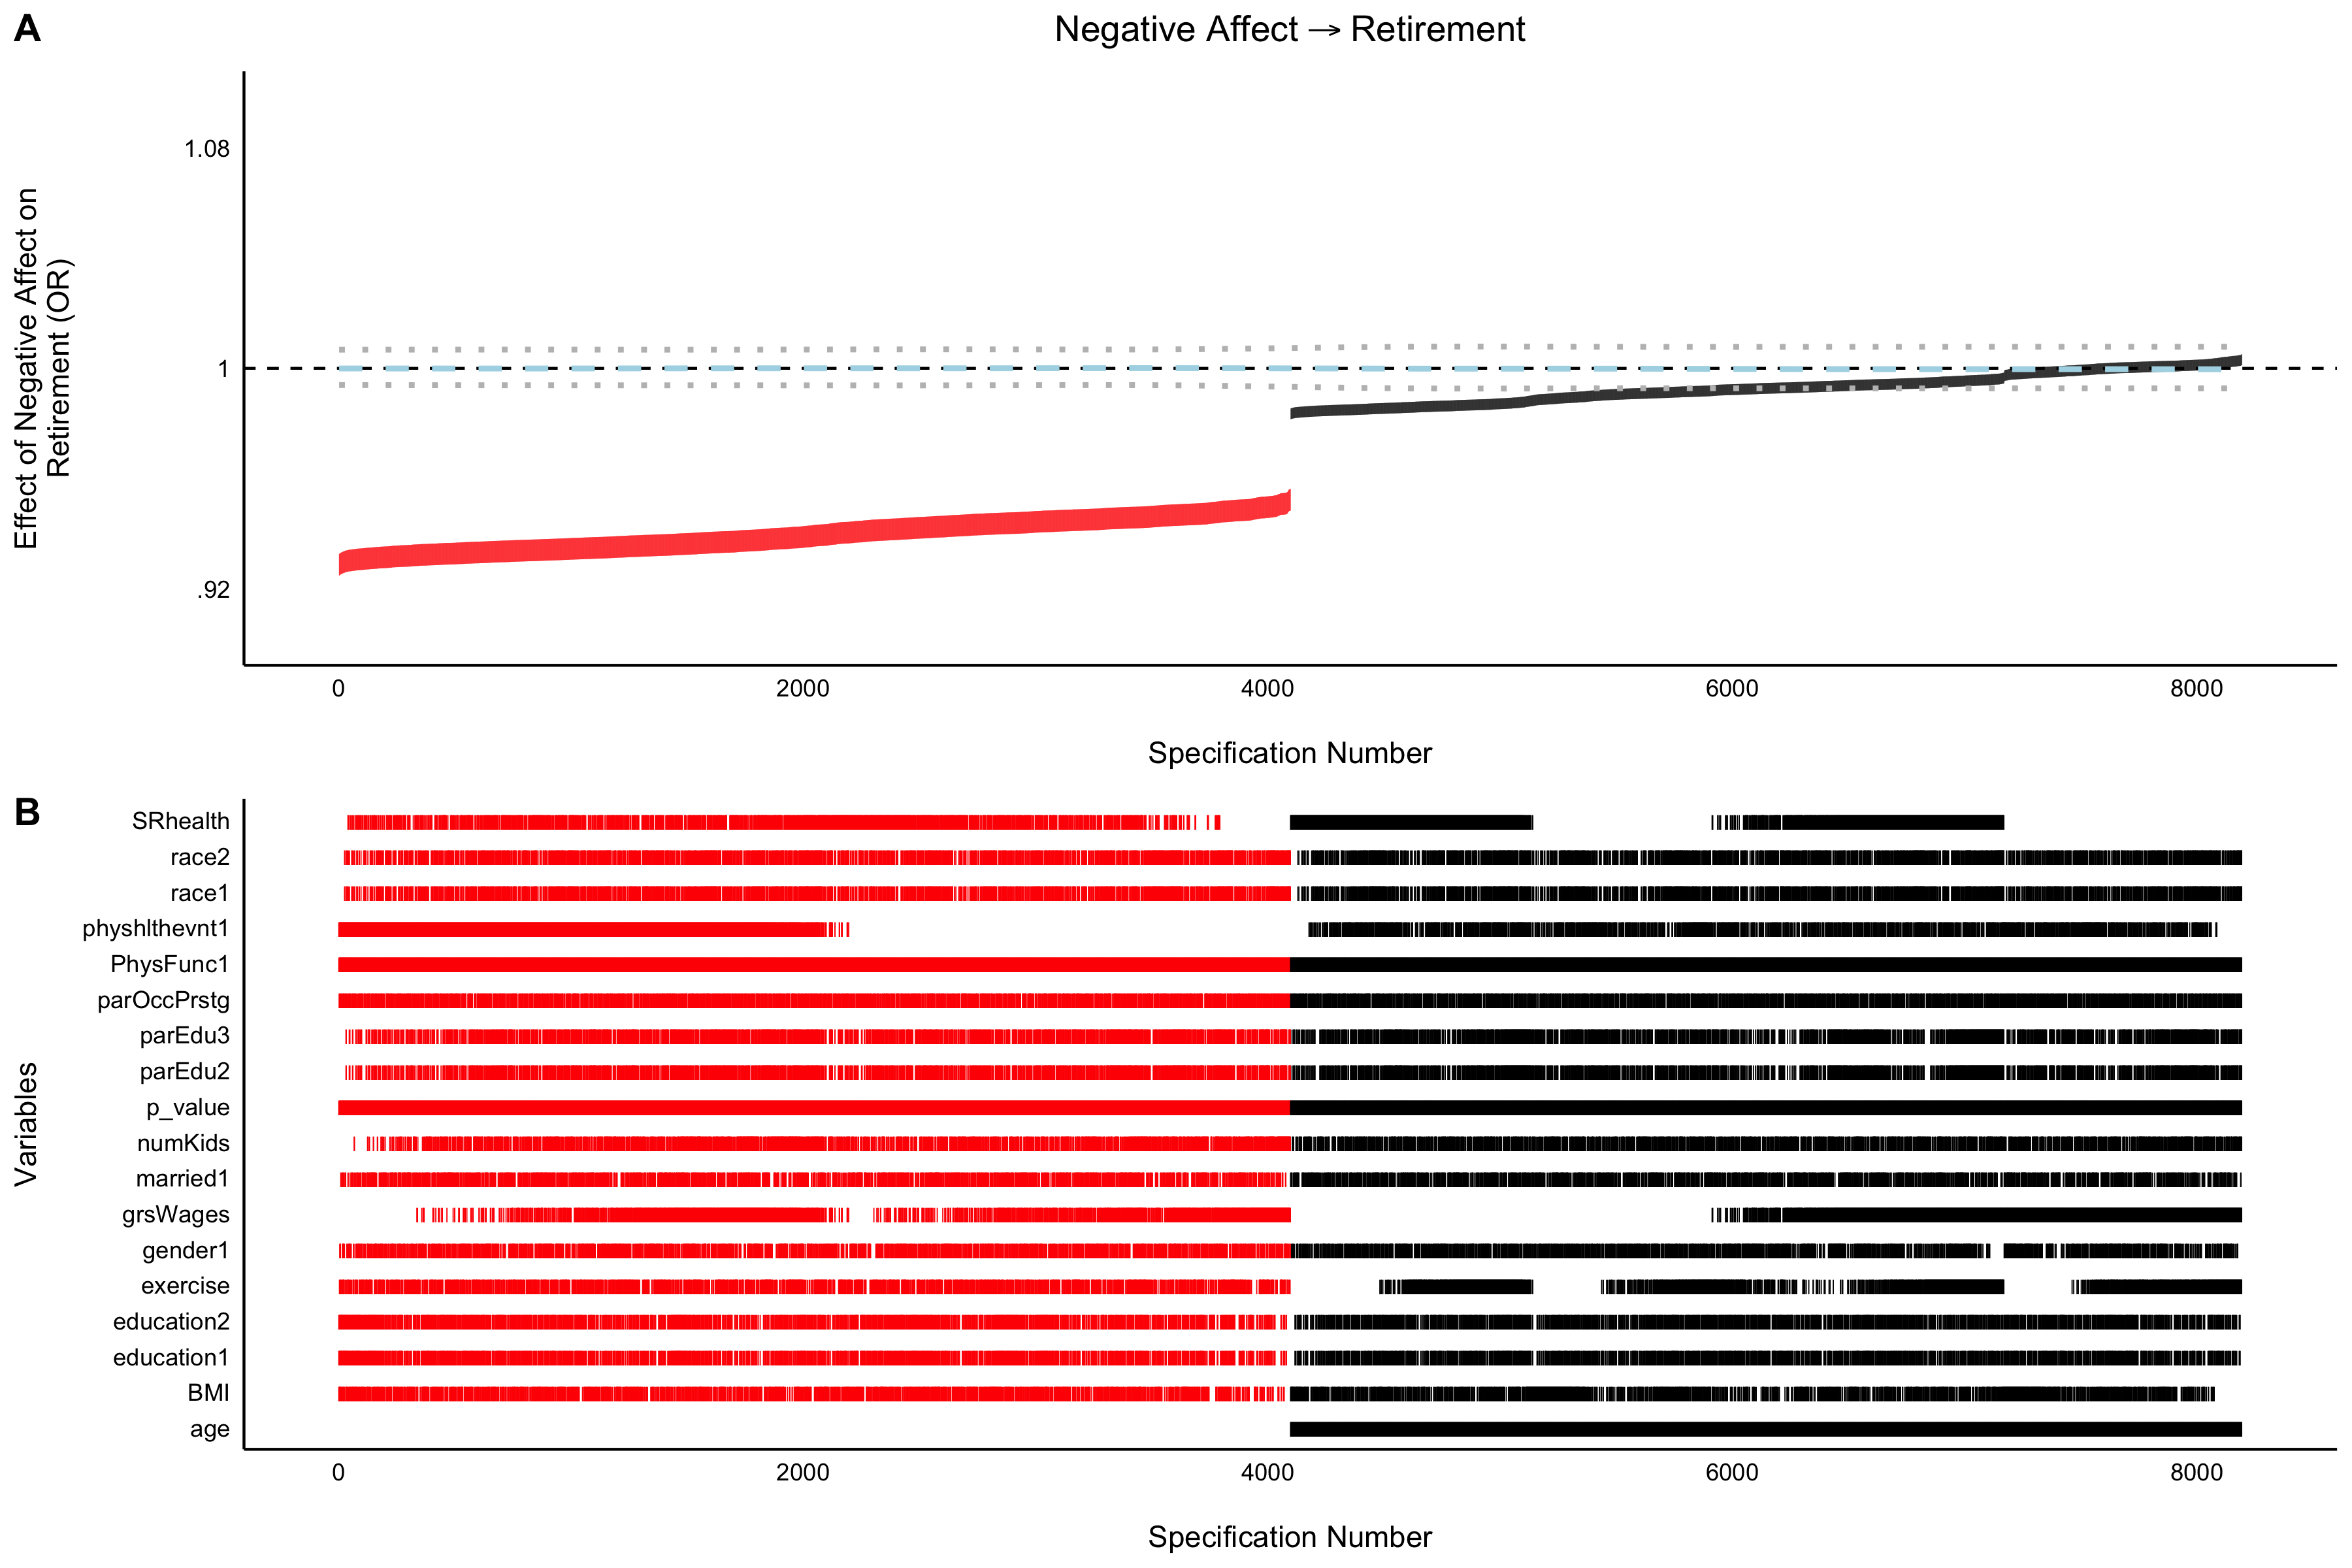 A
Negative Affect → Retirement
Effect of Negative Affect on
Retirement (OR)
1.08
1
.92
0 2000 4000 6000 8000
Specification Number
B
Variables
SRhealth
race2
race1
physhlthevnt1
PhysFunc1
parOccPrstg
parEdu3
parEdu2
p_value
numKids
married1
grsWages
gender1
exercise
education2
education1
BMI
age
0 2000 4000 6000 8000
Specification Number